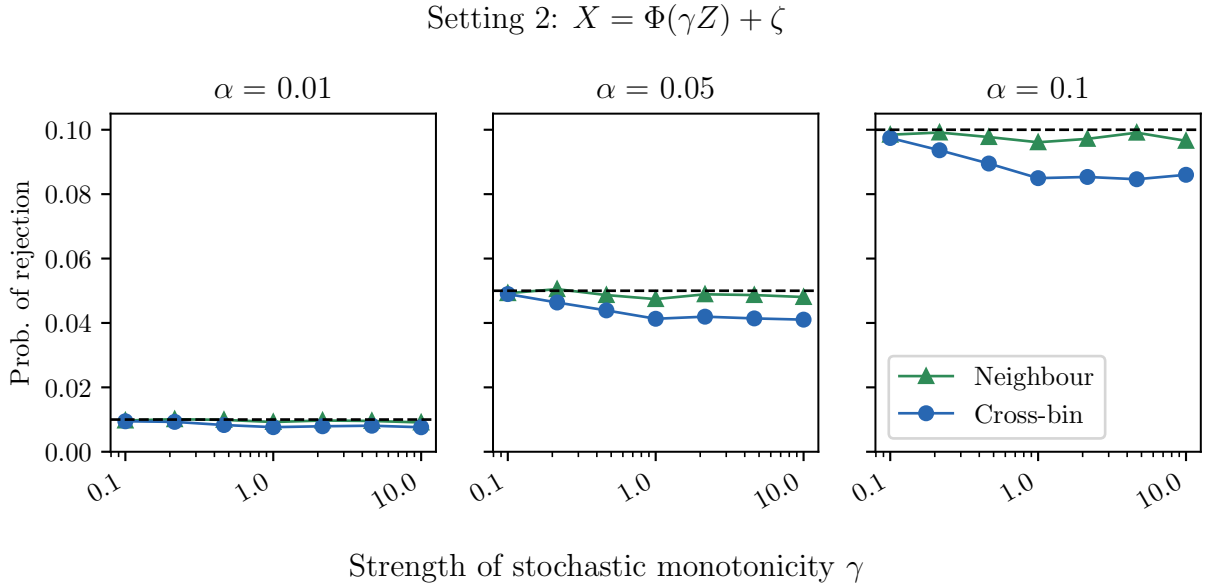 Setting 2: X = Φ(γZ) + ζ
α = 0.01
α = 0.05
α = 0.1
Prob. of rejection
0.10
0.08
0.06
0.04
0.02
0.00
0.1
1.0
10.0
0.1
1.0
10.0
0.1
1.0
10.0
Neighbour
Cross-bin
Strength of stochastic monotonicity γ